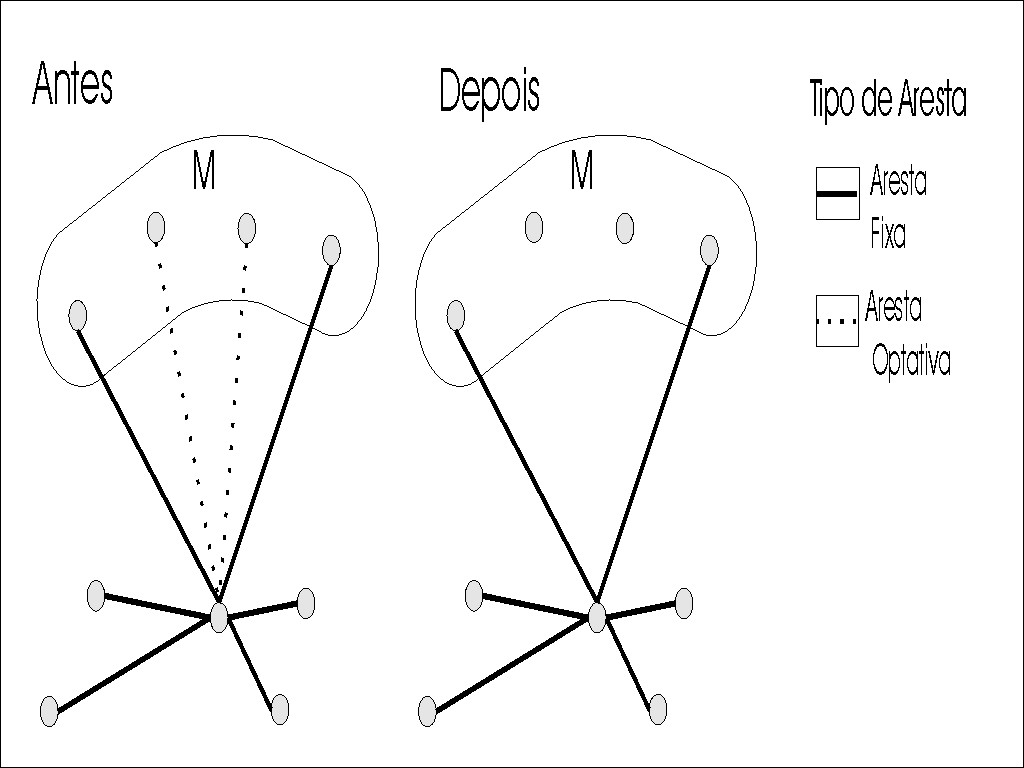 Antes
Depois
Tipo de Aresta
M
M
Aresta
Fixa
Aresta
Optativa